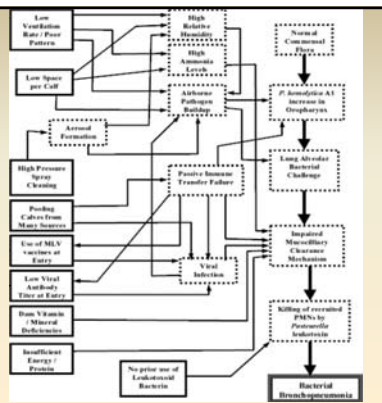 Low
Ventilation
Rate / Poor
Pattern
Low Space
per Calf
High Pressure
Spray
Cleaning
Pooling
Calves from
Many Sources
Use of MLV
vaccines at
Entry
Low Viral
Antibody
Titer at Entry
Dam Vitamin
/ Mineral
Deficiencies
Insufficient
Energy /
Protein
Aerosol
Formation
High
Relative
Humidity
High
Ammonia
Levels
Airborne
Pathogen
Buildup
Passive Immune
Transfer Failure
Viral
Infection
No prior use of
Leukotoxoid
Bacterin
Normal
Commensal
Flora
P. hemolytica A1
increase in
Oropharynx
Lung Alveolar
Bacterial
Challenge
Impaired
Mucociliary
Clearance
Mechanism
Killing of recruited
PMNs by
Pasteurella
leukotoxin
Bacterial
Bronchopneumonia